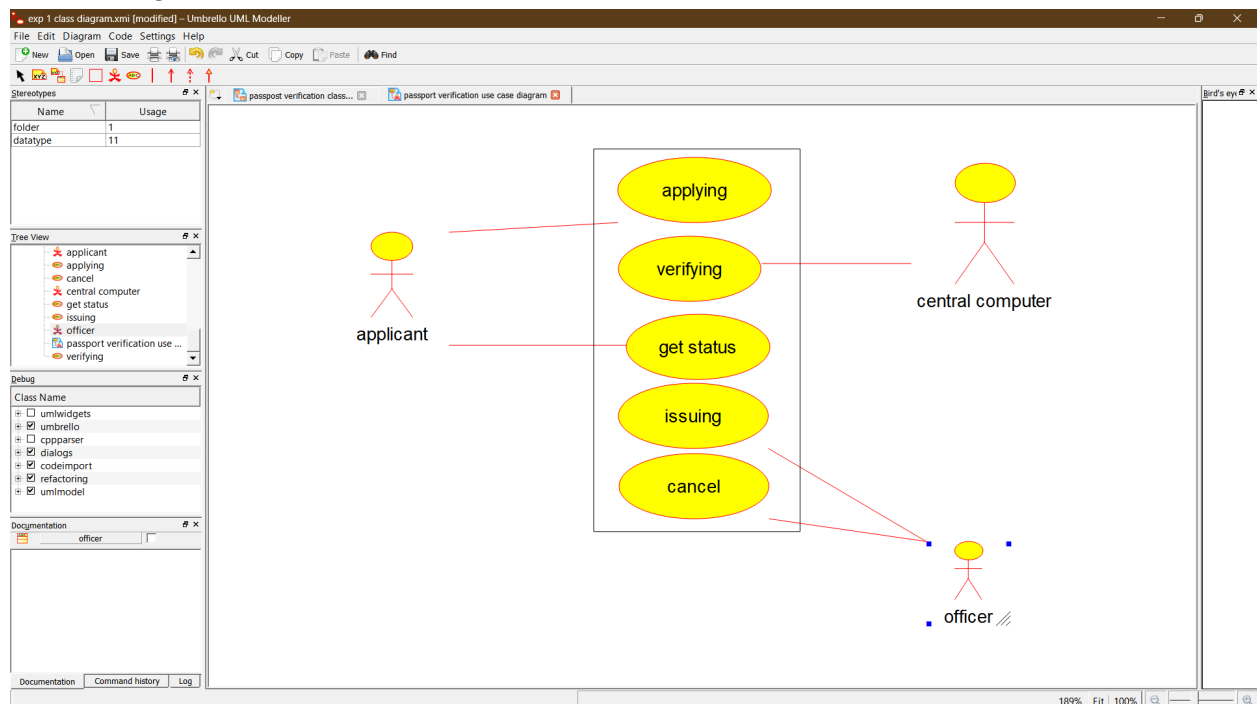 exp 1 class diagram.xmi [modified] – Umbrello UML Modeller
File Edit Diagram Code Settings Help
New Open Save Cut Copy Paste Find
XYZ
Stereotypes
Name Usage
folder 1
datatype 11
Tree View
applicant
applying
cancel
central computer
get status
issuing
officer
passport verification use ...
verifying
Debug
Class Name
umlwidgets
umbrello
cppparser
dialogs
codeimport
refactoring
umlmodel
Documentation
officer
Documentation Command history Log
passpost verification class... passport verification use case diagram
applying
verifying
get status
issuing
cancel
applicant
central computer
officer
Bird's eye
189% Fit 100%